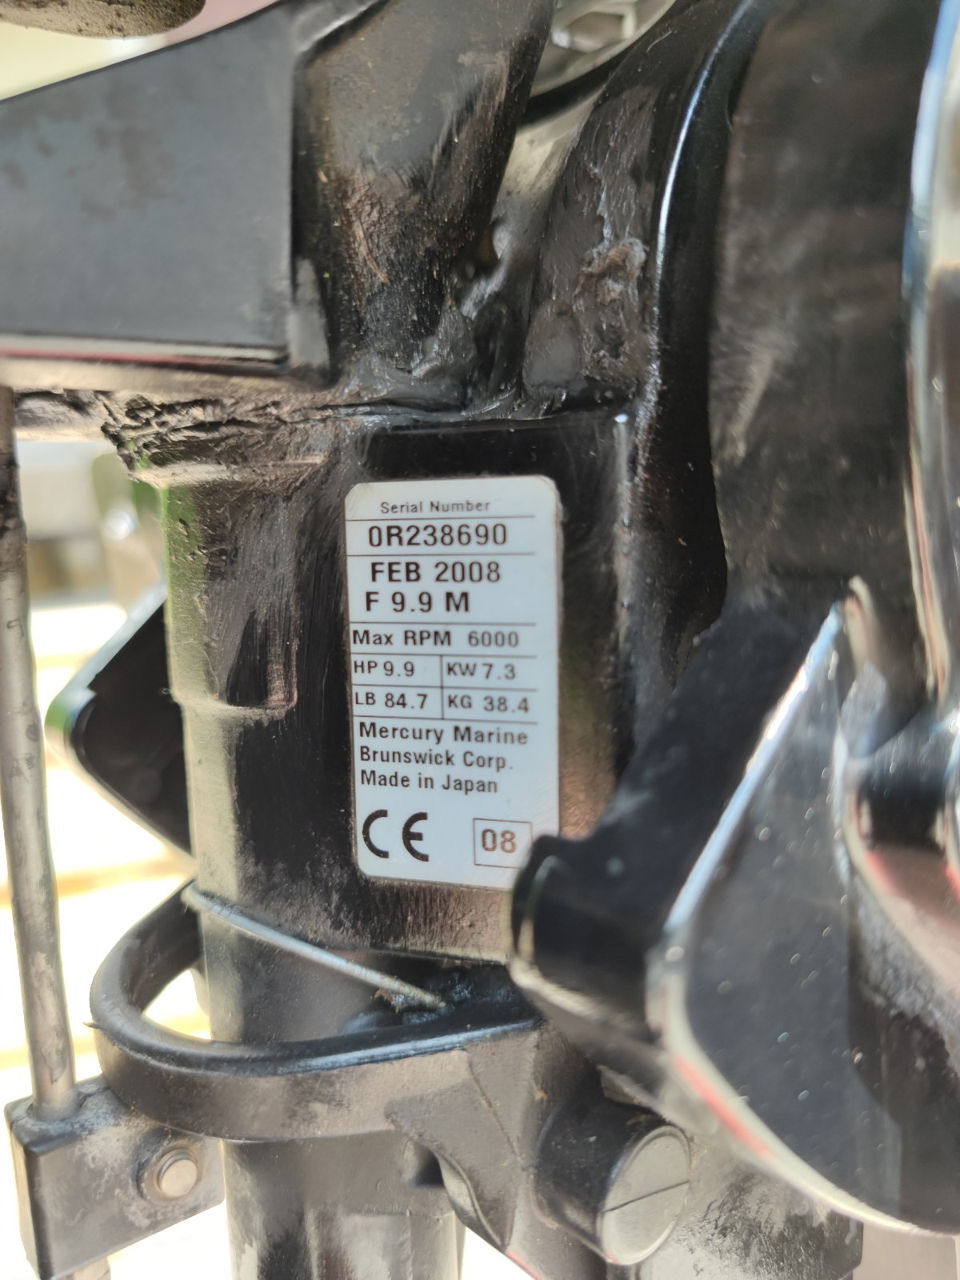 Serial Number
0R238690
FEB 2008
F 9.9 M
Max RPM 6000
HP 9.9 KW 7.3
LB 84.7 KG 38.4
Mercury Marine
Brunswick Corp.
Made in Japan
CE 08